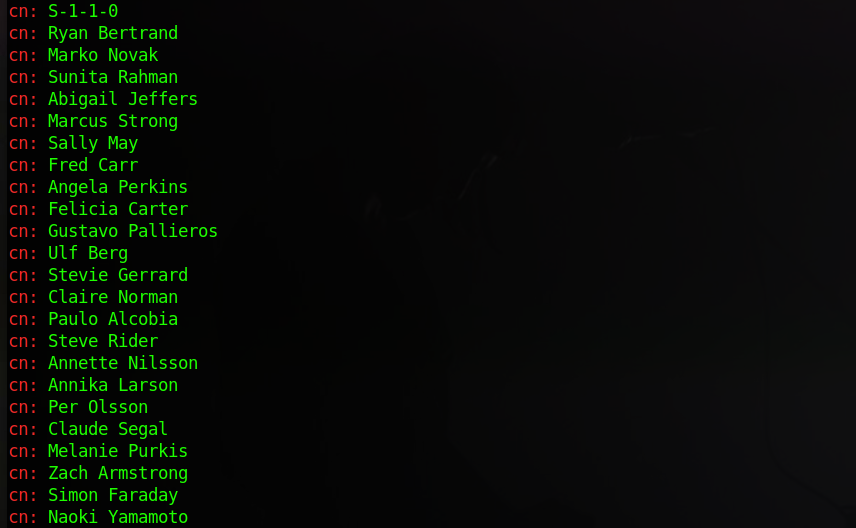 cn: S-1-1-0
cn: Ryan Bertrand
cn: Marko Novak
cn: Sunita Rahman
cn: Abigail Jeffers
cn: Marcus Strong
cn: Sally May
cn: Fred Carr
cn: Angela Perkins
cn: Felicia Carter
cn: Gustavo Pallieros
cn: Ulf Berg
cn: Stevie Gerrard
cn: Claire Norman
cn: Paulo Alcobia
cn: Steve Rider
cn: Annette Nilsson
cn: Annika Larson
cn: Per Olsson
cn: Claude Segal
cn: Melanie Purkis
cn: Zach Armstrong
cn: Simon Faraday
cn: Naoki Yamamoto